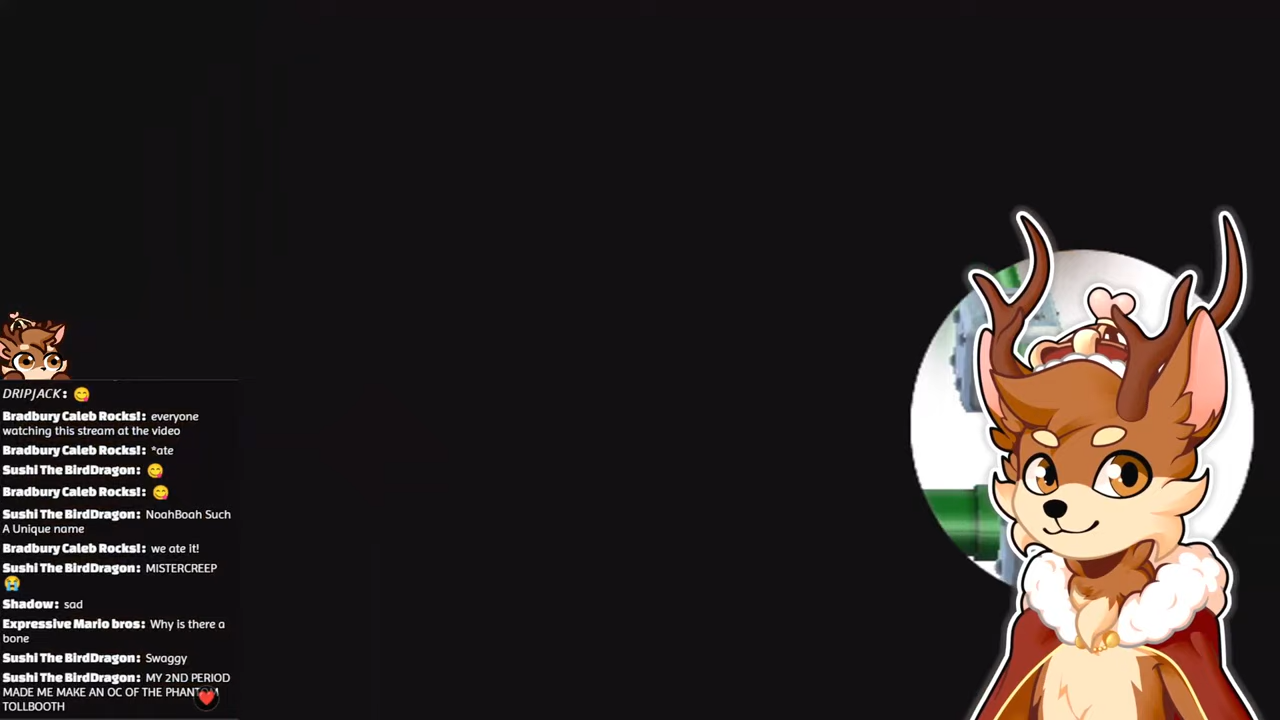 DRIPJACK: 😋
Bradbury Caleb Rocks!: everyone
watching this stream at the video
Bradbury Caleb Rocks!: *ate
Sushi The BirdDragon: 😋
Bradbury Caleb Rocks!: 😋
Sushi The BirdDragon: NoahBoah Such
A Unique name
Bradbury Caleb Rocks!: we ate it!
Sushi The BirdDragon: MISTERCREEP
😭
Shadow: sad
Expressive Mario bros: Why is there a
bone
Sushi The BirdDragon: Swaggy
Sushi The BirdDragon: MY 2ND PERIOD
MADE ME MAKE AN OC OF THE PHANTOM
TOLLBOOTH